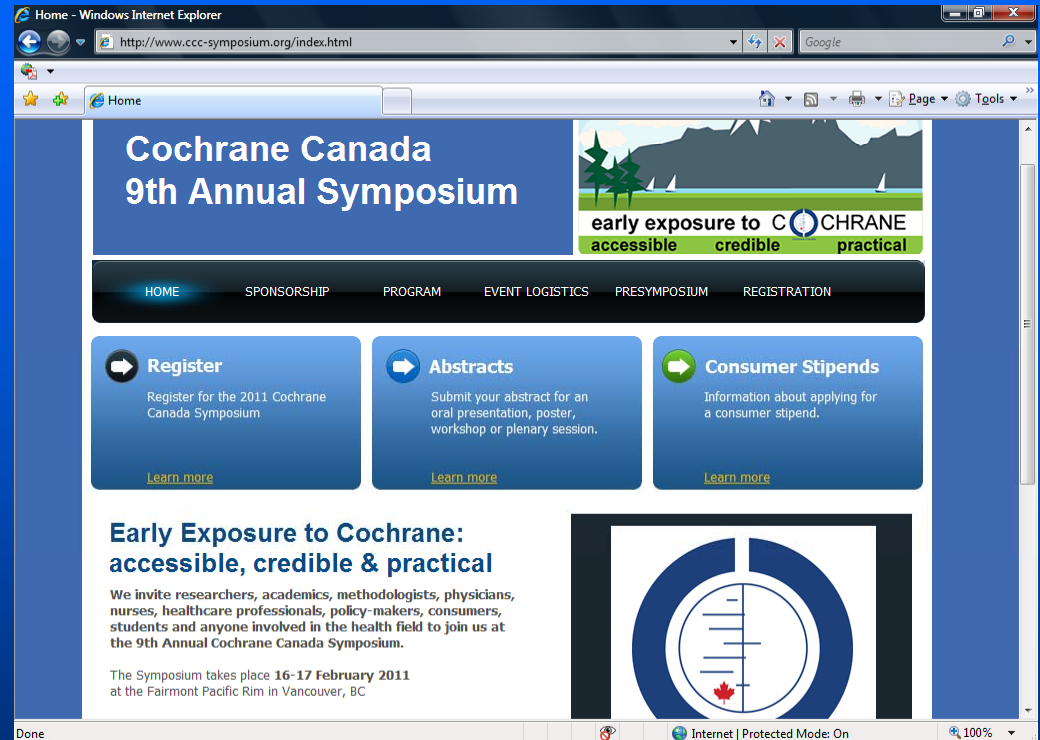 Home - Windows Internet Explorer
http://www.ccc-symposium.org/index.html
Google
Home
Page
Tools
Cochrane Canada
9th Annual Symposium
early exposure to COCHRANE
accessible credible practical
HOME SPONSORSHIP PROGRAM EVENT LOGISTICS PRESYMPOSIUM REGISTRATION
Register
Register for the 2011 Cochrane
Canada Symposium
Learn more
Abstracts
Submit your abstract for an
oral presentation, poster,
workshop or plenary session.
Learn more
Consumer Stipends
Information about applying for
a consumer stipend.
Learn more
Early Exposure to Cochrane:
accessible, credible & practical
We invite researchers, academics, methodologists, physicians,
nurses, healthcare professionals, policy-makers, consumers,
students and anyone involved in the health field to join us at
the 9th Annual Cochrane Canada Symposium.
The Symposium takes place 16-17 February 2011
at the Fairmont Pacific Rim in Vancouver, BC
Done
Internet | Protected Mode: On
100%